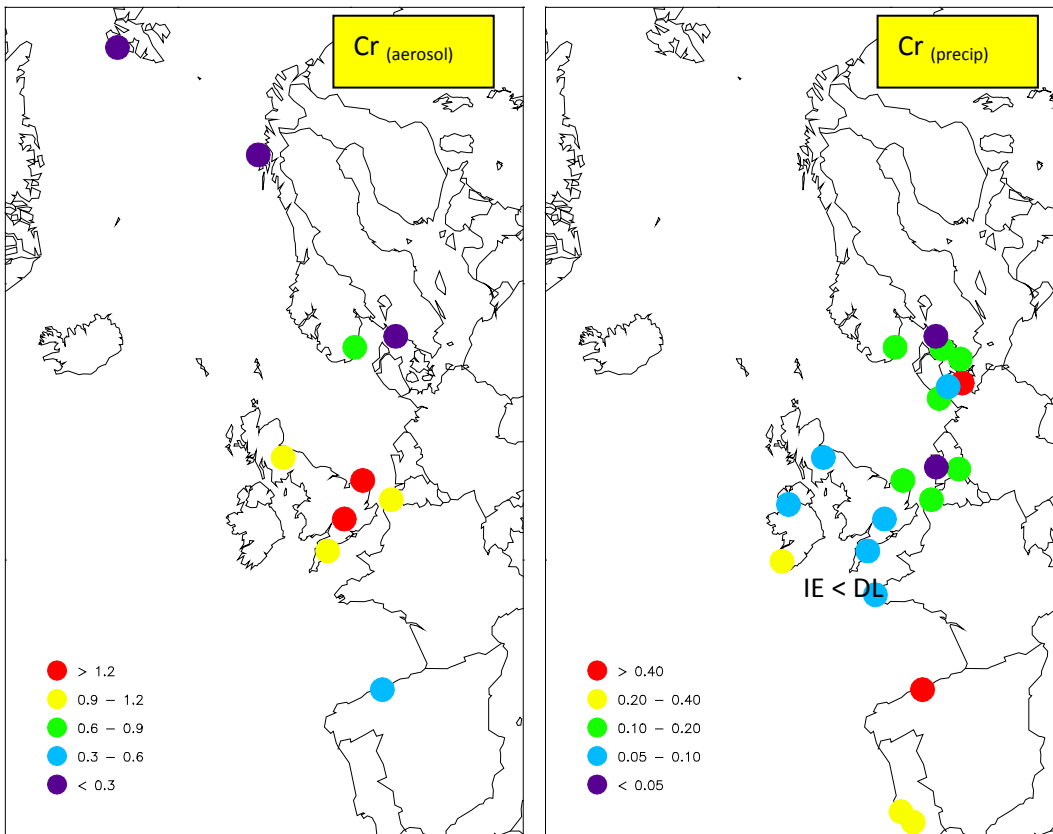 Cr (aerosol)
> 1.2
0.9 – 1.2
0.6 – 0.9
0.3 – 0.6
< 0.3
Cr (precip)
IE < DL
> 0.40
0.20 – 0.40
0.10 – 0.20
0.05 – 0.10
< 0.05